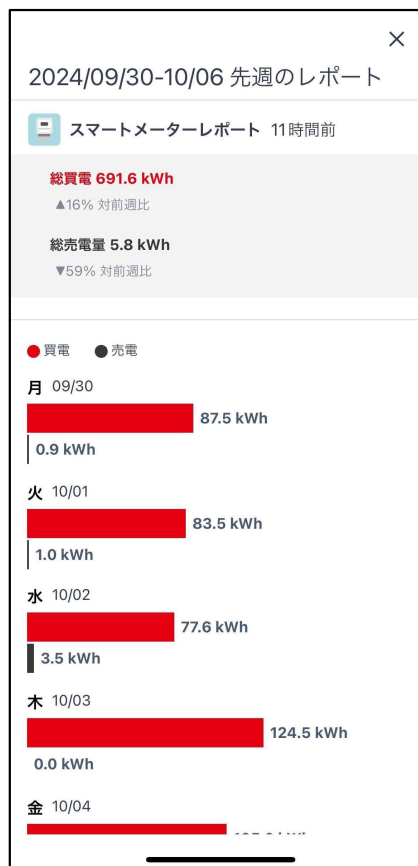 ×
2024/09/30-10/06 先週のレポート
スマートメーターレポート 11時間前
総買電 691.6 kWh
▲16% 対前週比
総売電量 5.8 kWh
▼59% 対前週比
買電 売電
月 09/30
87.5 kWh
0.9 kWh
火 10/01
83.5 kWh
1.0 kWh
水 10/02
77.6 kWh
3.5 kWh
木 10/03
124.5 kWh
0.0 kWh
金 10/04